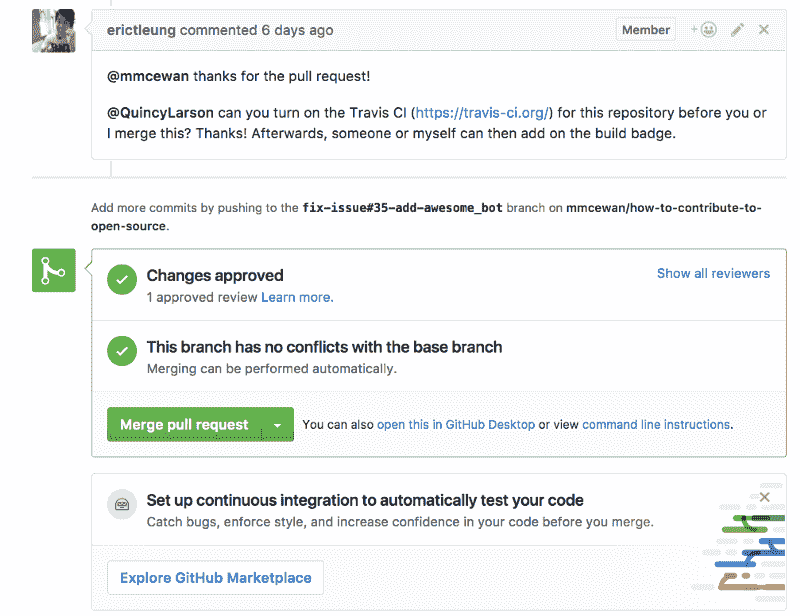 erictleung commented 6 days ago
Member
+
@mmcewan thanks for the pull request!
@QuincyLarson can you turn on the Travis CI (https://travis-ci.org/) for this repository before you or
I merge this? Thanks! Afterwards, someone or myself can then add on the build badge.
Add more commits by pushing to the fix-issue#35-add-awesome_bot branch on mmcewan/how-to-contribute-to-
open-source.
Changes approved
Show all reviewers
1 approved review Learn more.
This branch has no conflicts with the base branch
Merging can be performed automatically.
Merge pull request
You can also open this in GitHub Desktop or view command line instructions.
Set up continuous integration to automatically test your code
Catch bugs, enforce style, and increase confidence in your code before you merge.
Explore GitHub Marketplace